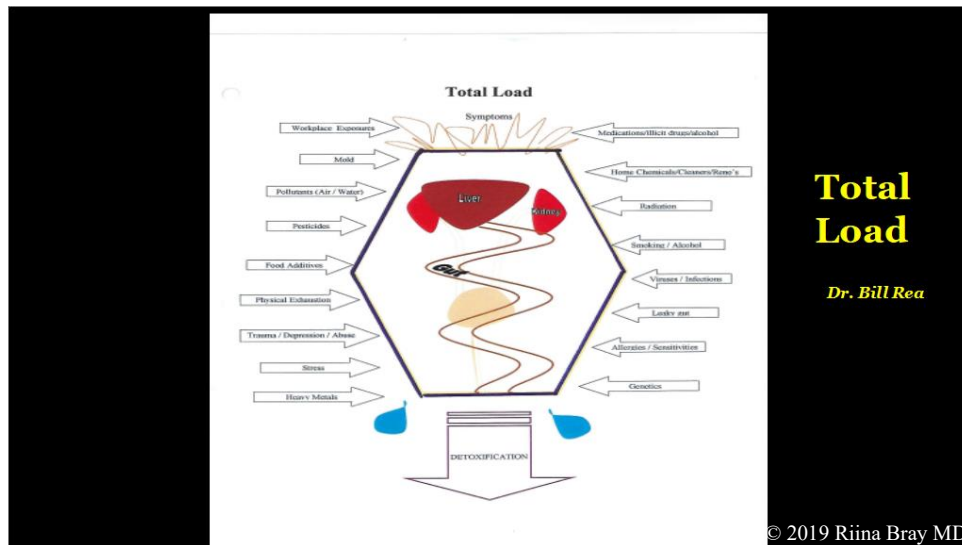 Total Load
Symptoms
Workplace Exposures
Mold
Pollutants (Air / Water)
Pesticides
Food Additives
Physical Exhaustion
Trauma / Depression / Abuse
Stress
Heavy Metals
Medications/Illicit drugs/alcohol
Home Chemicals/Cleaners/Reno's
Radiation
Smoking / Alcohol
Viruses / Infections
Leaky gut
Allergies / Sensitivities
Genetics
Liver
Kidney
Gut
DETOXIFICATION
Total
Load
Dr. Bill Rea
© 2019 Riina Bray MD